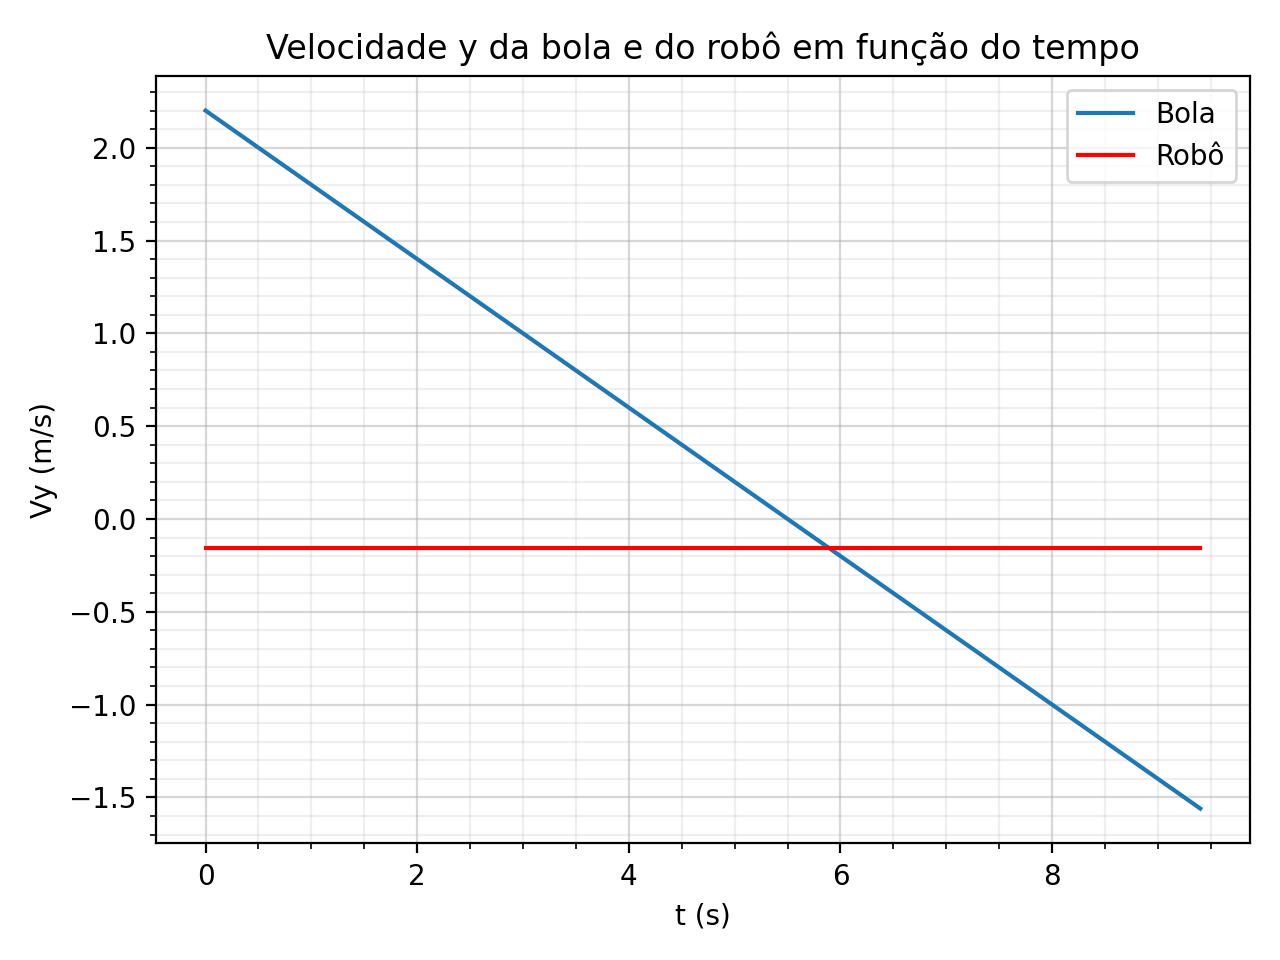 Velocidade y da bola e do robô em função do tempo
Bola
Robô
2.0
1.5
1.0
0.5
0.0
−0.5
−1.0
−1.5
Vy (m/s)
0 2 4 6 8
t (s)